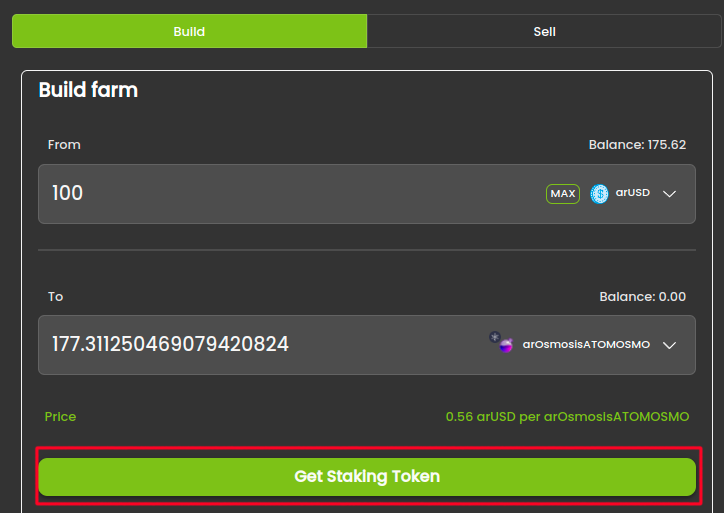 Build Sell
Build farm
From Balance: 175.62
100 MAX arUSD
To Balance: 0.00
177.311250469079420824 arOsmosisATOMOSMO
Price 0.56 arUSD per arOsmosisATOMOSMO
Get Staking Token